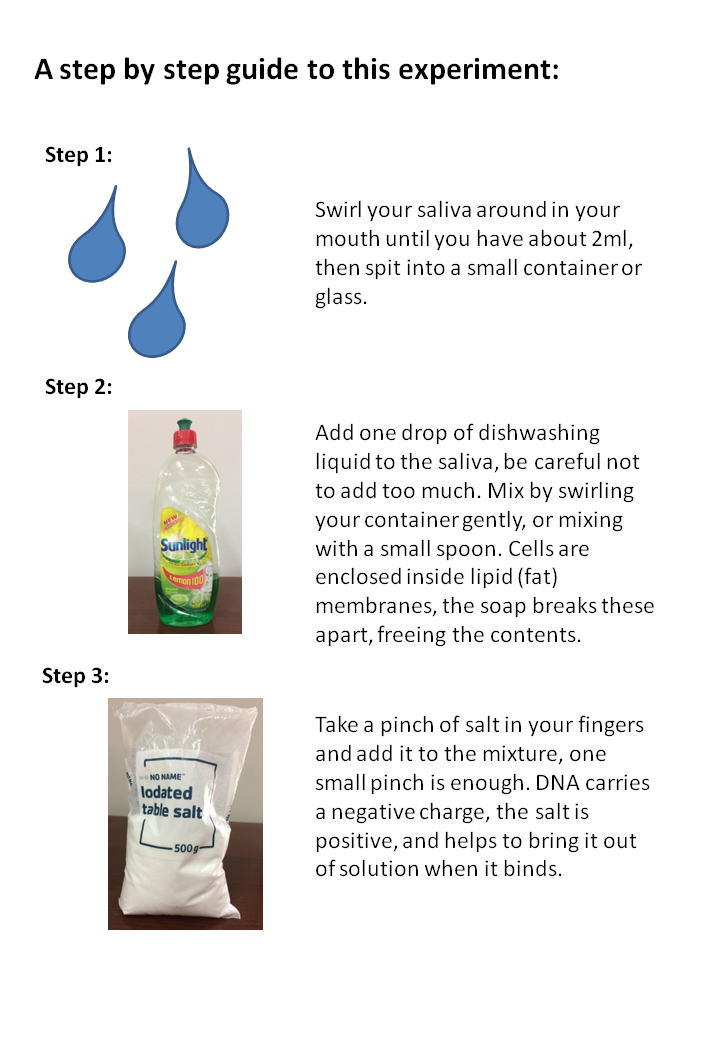 A step by step guide to this experiment:
Step 1:
Swirl your saliva around in your
mouth until you have about 2ml,
then spit into a small container or
glass.
Step 2:
NEW
Sunlight
Lemon 100
Add one drop of dishwashing
liquid to the saliva, be careful not
to add too much. Mix by swirling
your container gently, or mixing
with a small spoon. Cells are
enclosed inside lipid (fat)
membranes, the soap breaks these
apart, freeing the contents.
Step 3:
NO NAME™
Iodated
table salt
500g
Take a pinch of salt in your fingers
and add it to the mixture, one
small pinch is enough. DNA carries
a negative charge, the salt is
positive, and helps to bring it out
of solution when it binds.